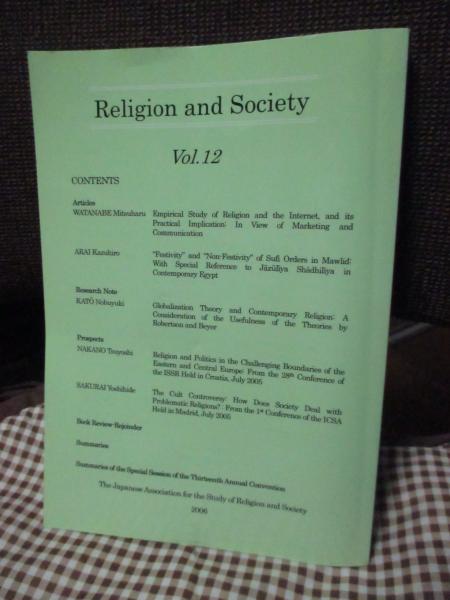 Religion and Society
Vol.12
CONTENTS
Articles
WATANABE Mitsuharu Empirical Study of Religion and the Internet, and its
Practical Implication: In View of Marketing and
Communication
ARAI Kazuhiro "Festivity" and "Non-Festivity" of Sufi Orders in Mawlid:
With Special Reference to Jāzūlīya Shādhilīya in
Contemporary Egypt
Research Note
KATŌ Nobuyuki Globalization Theory and Contemporary Religion: A
Consideration of the Usefulness of the Theories by
Robertson and Beyer
Prospects
NAKANO Tsuyoshi Religion and Politics in the Challenging Boundaries of the
Eastern and Central Europe: From the 28th Conference of
the ISSR Held in Croatia, July 2005
SAKURAI Yoshihide The Cult Controversy: How Does Society Deal with
Problematic Religions? : From the 1st Conference of the ICSA
Held in Madrid, July 2005
Book Review·Rejoinder
Summaries
Summaries of the Special Session of the Thirteenth Annual Convention
The Japanese Association for the Study of Religion and Society
2006